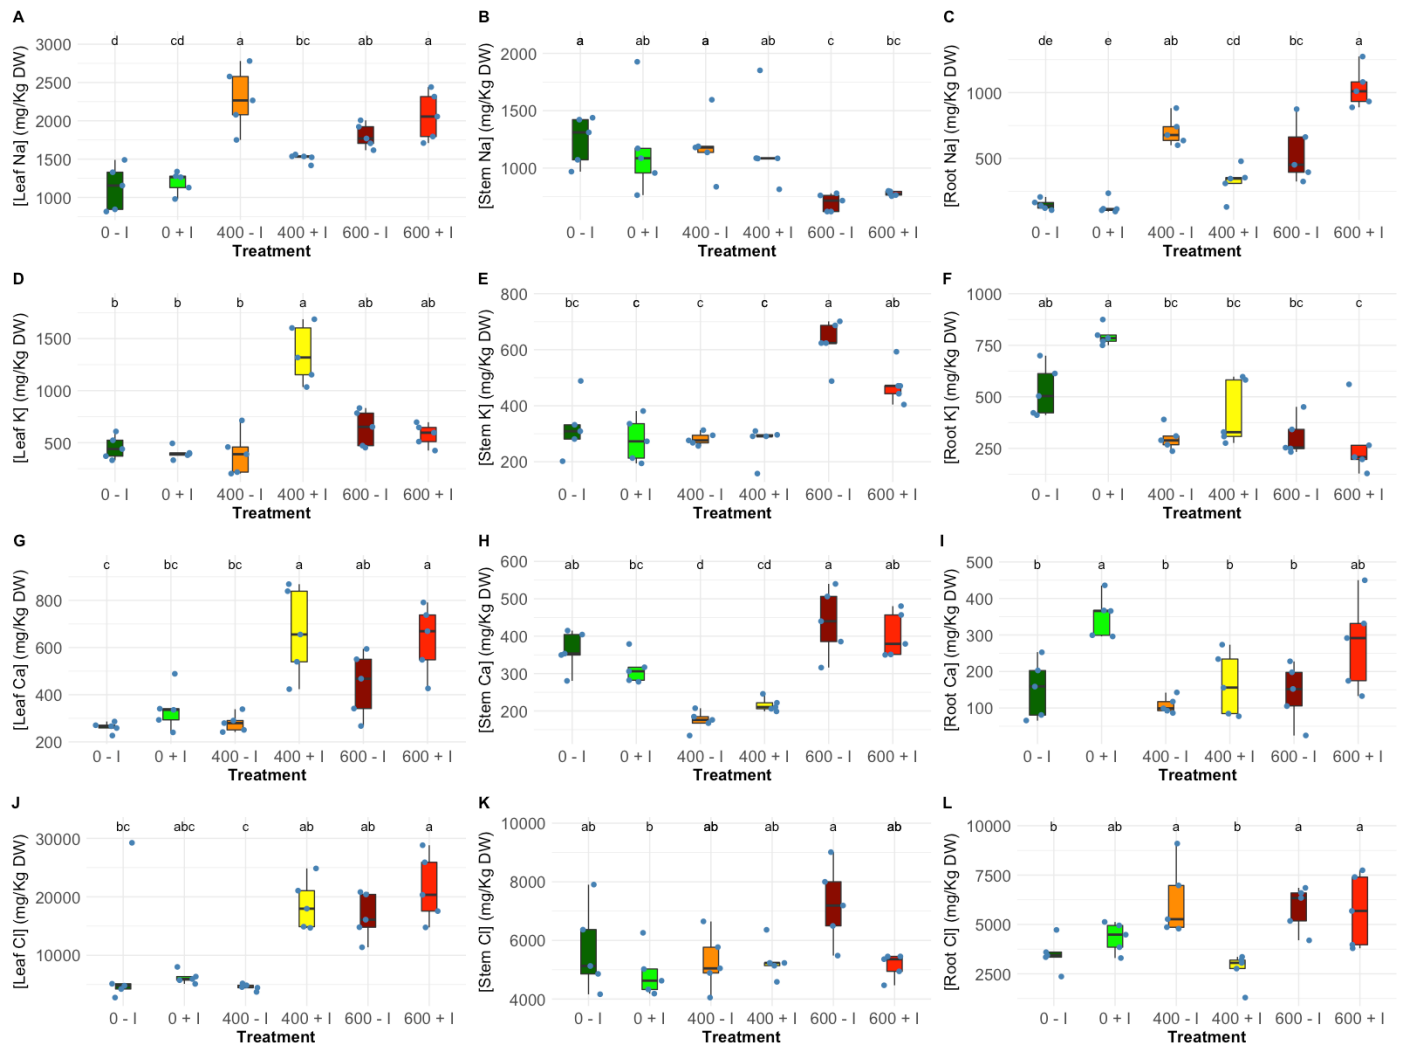 A
[Leaf Na] (mg/Kg DW)
3000
2500
2000
1500
1000
d cd a bc ab a
0 - I 0 + I 400 - I 400 + I 600 - I 600 + I
Treatment
B
[Stem Na] (mg/Kg DW)
2000
1500
1000
a ab a ab c bc
0 - I 0 + I 400 - I 400 + I 600 - I 600 + I
Treatment
C
[Root Na] (mg/Kg DW)
1000
500
de e ab cd bc a
0 - I 0 + I 400 - I 400 + I 600 - I 600 + I
Treatment
D
[Leaf K] (mg/Kg DW)
1500
1000
500
b b b a ab ab
0 - I 0 + I 400 - I 400 + I 600 - I 600 + I
Treatment
E
[Stem K] (mg/Kg DW)
800
600
400
200
bc c c c a ab
0 - I 0 + I 400 - I 400 + I 600 - I 600 + I
Treatment
F
[Root K] (mg/Kg DW)
1000
750
500
250
ab a bc bc bc c
0 - I 0 + I 400 - I 400 + I 600 - I 600 + I
Treatment
G
[Leaf Ca] (mg/Kg DW)
800
600
400
200
c bc bc a ab a
0 - I 0 + I 400 - I 400 + I 600 - I 600 + I
Treatment
H
[Stem Ca] (mg/Kg DW)
600
500
400
300
200
ab bc d cd a ab
0 - I 0 + I 400 - I 400 + I 600 - I 600 + I
Treatment
I
[Root Ca] (mg/Kg DW)
500
400
300
200
100
b a b b b ab
0 - I 0 + I 400 - I 400 + I 600 - I 600 + I
Treatment
J
[Leaf Cl] (mg/Kg DW)
30000
20000
10000
bc abc c ab ab a
0 - I 0 + I 400 - I 400 + I 600 - I 600 + I
Treatment
K
[Stem Cl] (mg/Kg DW)
10000
8000
6000
4000
ab b ab ab a ab
0 - I 0 + I 400 - I 400 + I 600 - I 600 + I
Treatment
L
[Root Cl] (mg/Kg DW)
10000
7500
5000
2500
b ab a b a a
0 - I 0 + I 400 - I 400 + I 600 - I 600 + I
Treatment